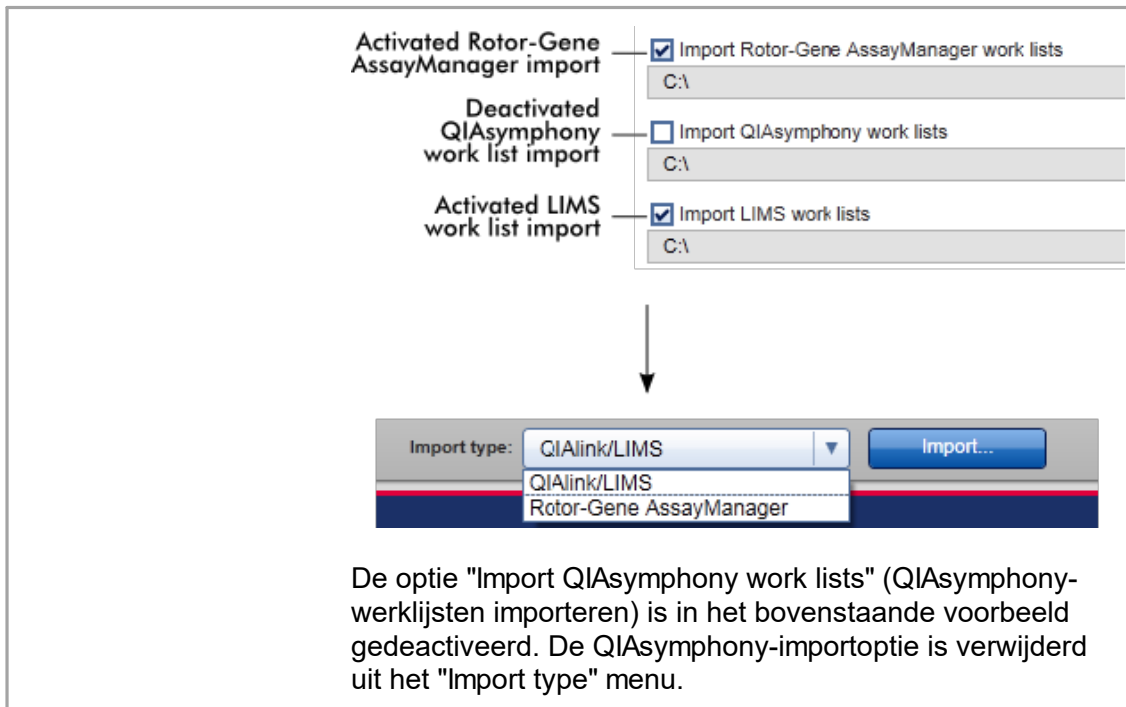 Activated Rotor-Gene
AssayManager import
Import Rotor-Gene AssayManager work lists
C:\
Deactivated
QIAsymphony
work list import
Import QIAsymphony work lists
C:\
Activated LIMS
work list import
Import LIMS work lists
C:\
Import type:
QIAlink/LIMS
Import...
QIAlink/LIMS
Rotor-Gene AssayManager
De optie "Import QIAsymphony work lists" (QIAsymphony-
werklijsten importeren) is in het bovenstaande voorbeeld
gedeactiveerd. De QIAsymphony-importoptie is verwijderd
uit het "Import type" menu.